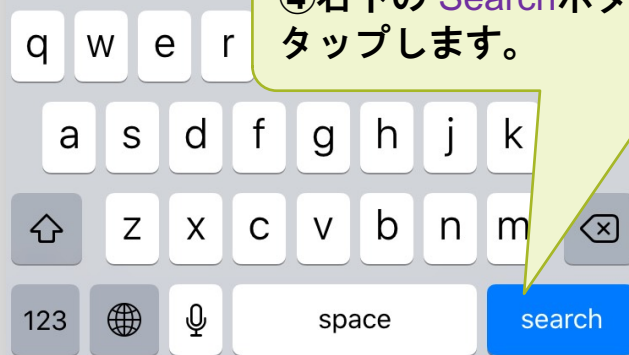 ④右下の Searchボタ
タップします。
q w e r
a s d f g h j k
z x c v b n m
123 space search